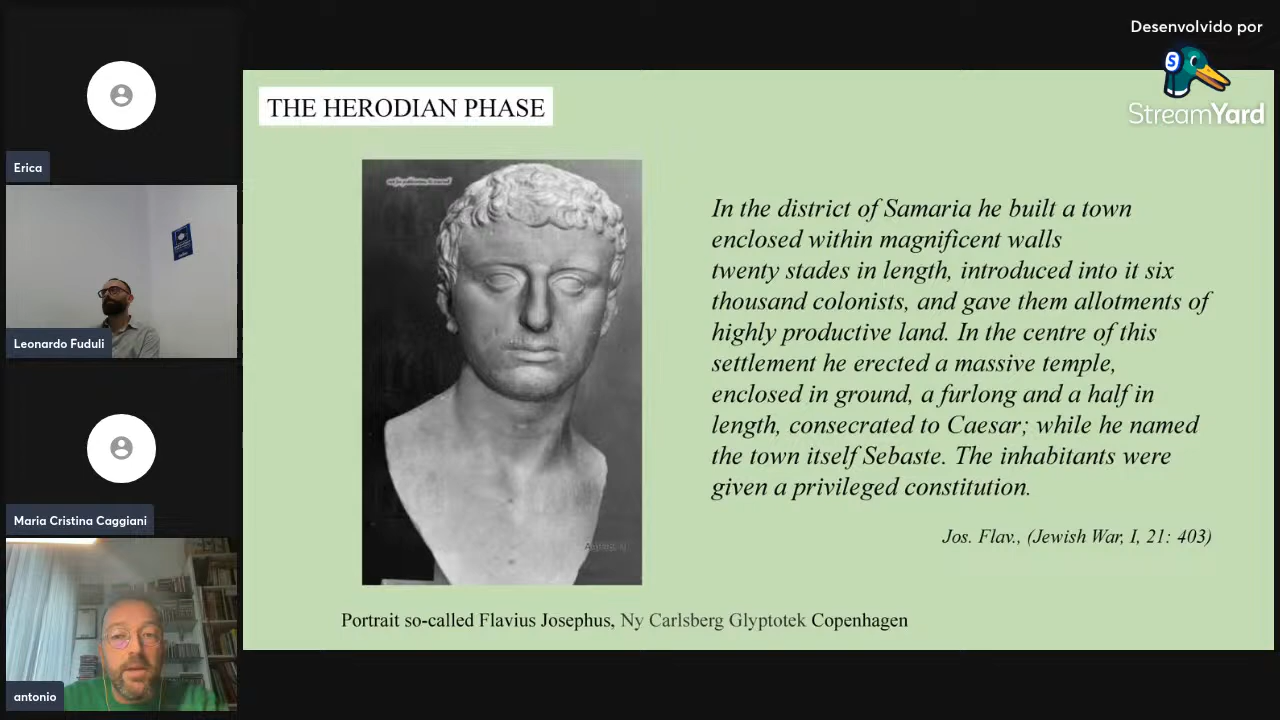 Desenvolvido por
StreamYard
THE HERODIAN PHASE
Erica
Leonardo Fuduli
Maria Cristina Caggiani
antonio
In the district of Samaria he built a town
enclosed within magnificent walls
twenty stades in length, introduced into it six
thousand colonists, and gave them allotments of
highly productive land. In the centre of this
settlement he erected a massive temple,
enclosed in ground, a furlong and a half in
length, consecrated to Caesar; while he named
the town itself Sebaste. The inhabitants were
given a privileged constitution.
Jos. Flav., (Jewish War, I, 21: 403)
Portrait so-called Flavius Josephus, Ny Carlsberg Glyptotek Copenhagen